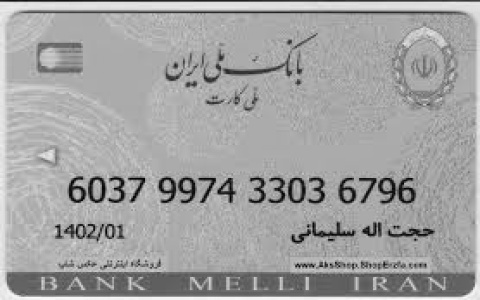 بانک ملی ایران
ملی کارت
6037 9974 3303 6796
1402/01 حجت اله سلیمانی
فروشگاه اینترنتی عکس شاپ www.AksShop.ShopErzfa.com
BANK MELLI IRAN